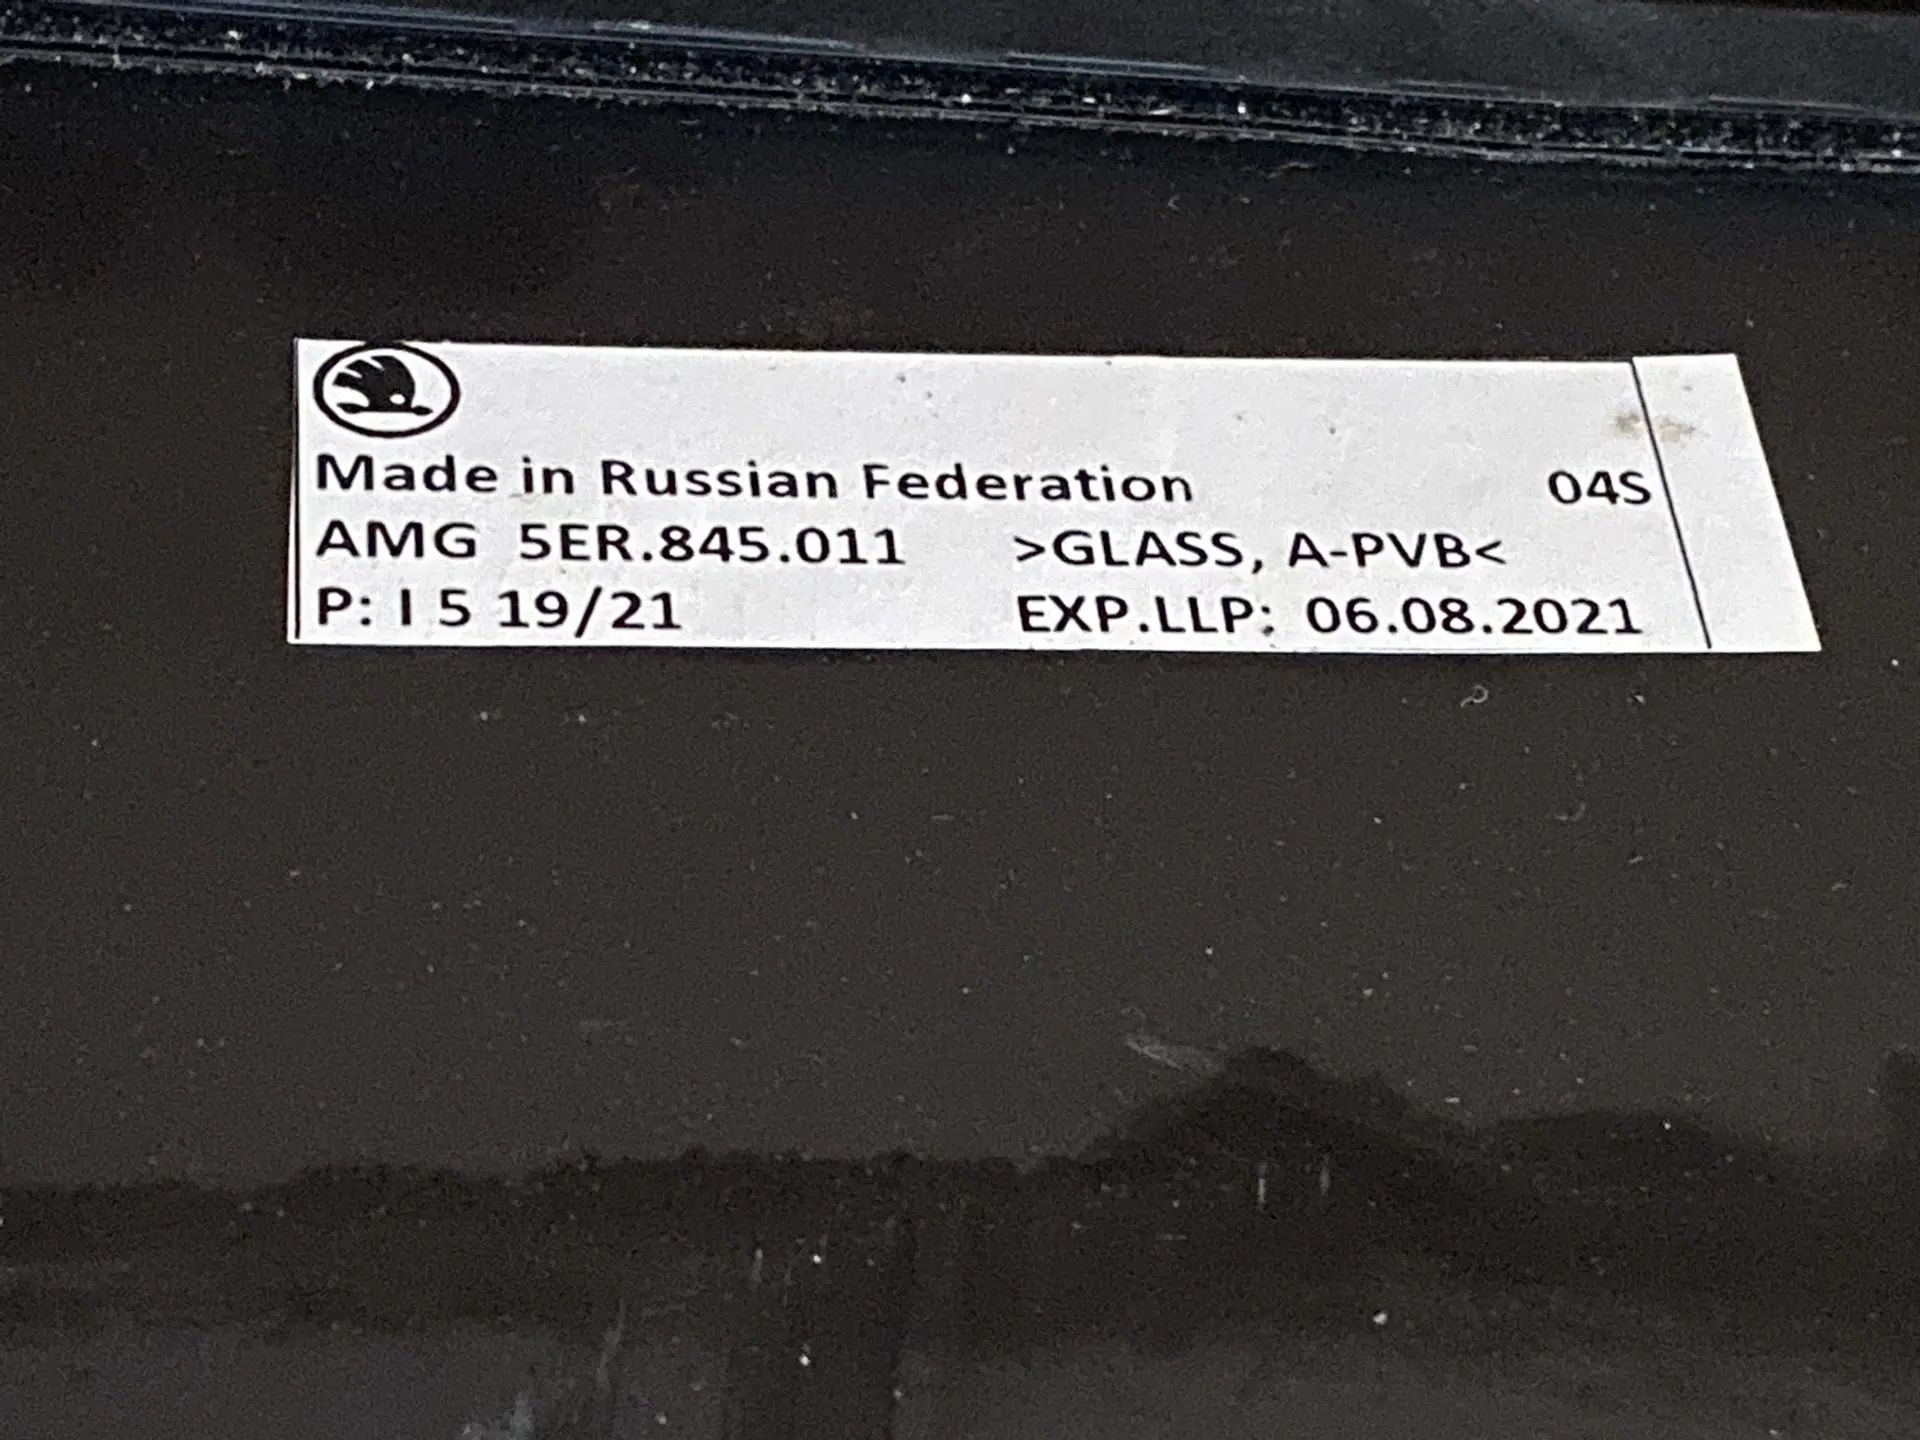 Made in Russian Federation 04S
AMG 5ER.845.011 >GLASS, A-PVB<
P: I 5 19/21 EXP.LLP: 06.08.2021